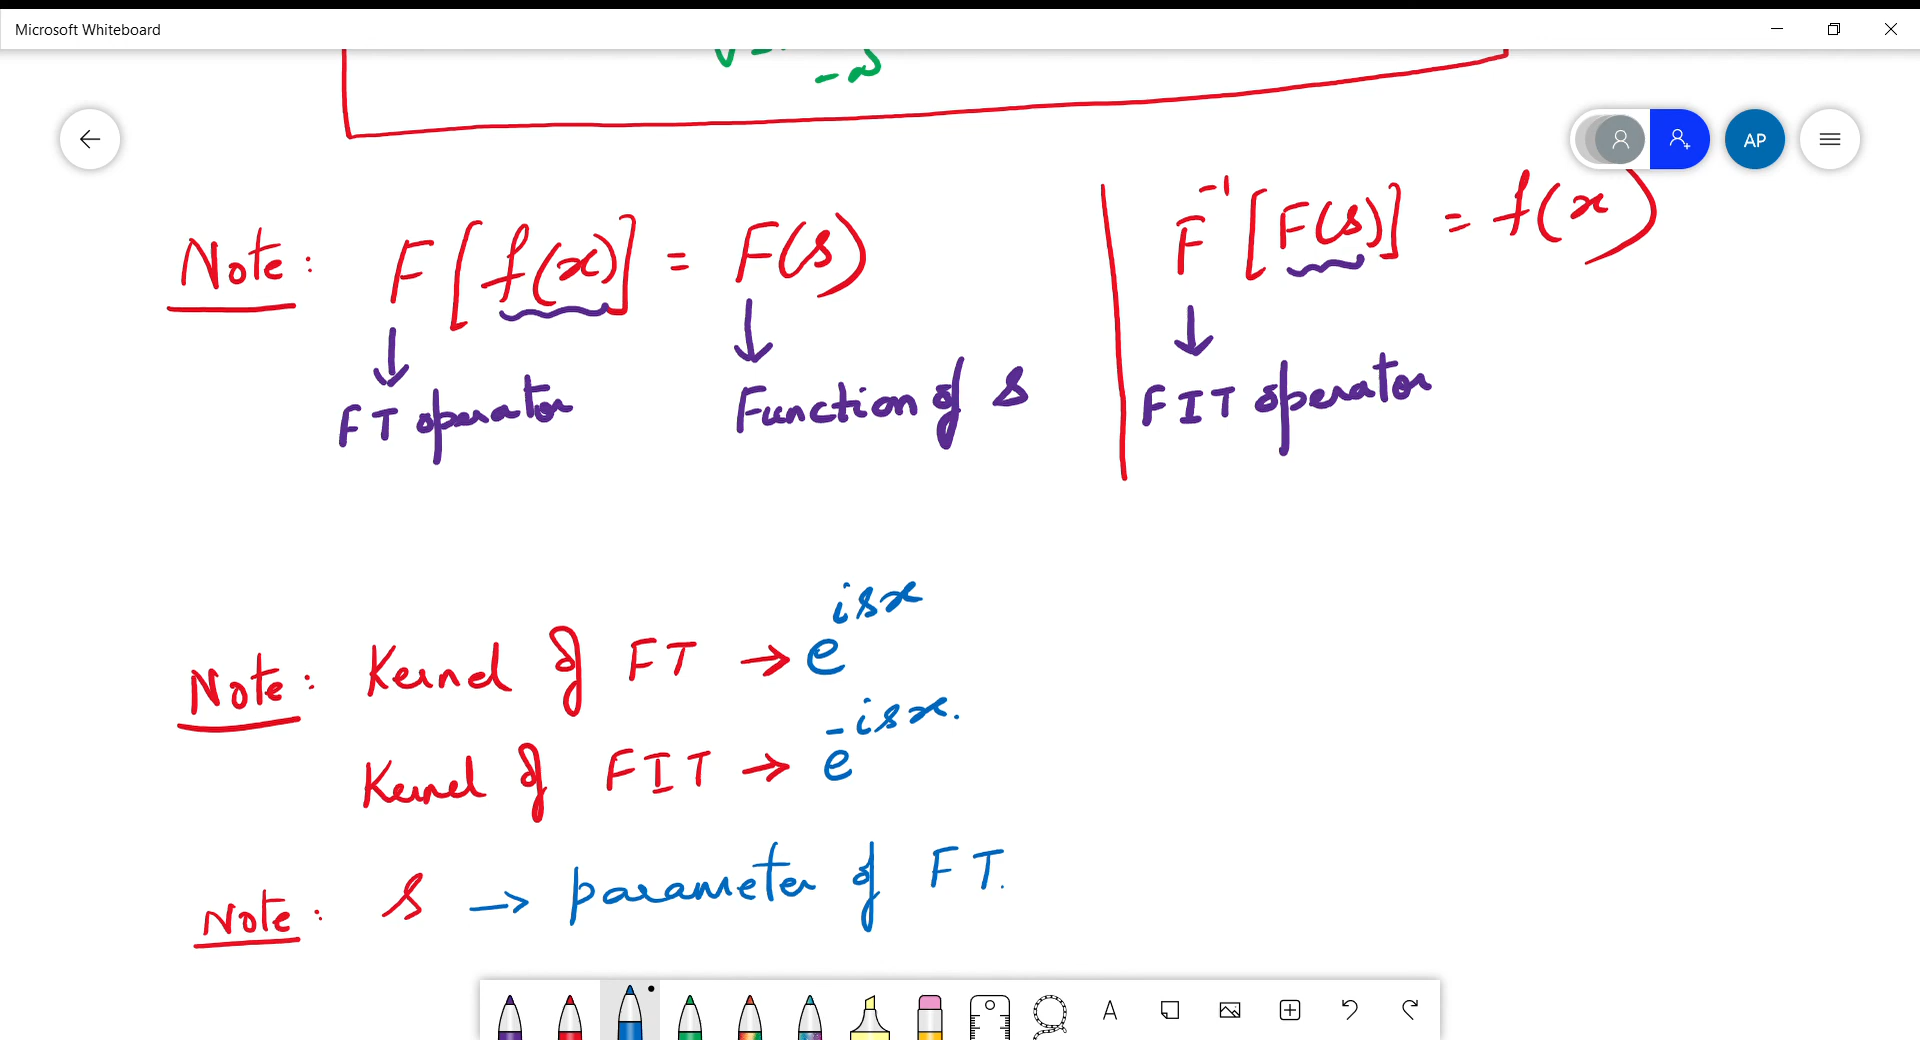 Microsoft Whiteboard
-∞
AP
Note: F[f(x)] = F(s)
F⁻¹[F(s)] = f(x)
FT operator
Function of s
FIT operator
Note: Kernel of FT → e^isx
Kernel of FIT → e^-isx.
Note: s → parameter of FT.
A